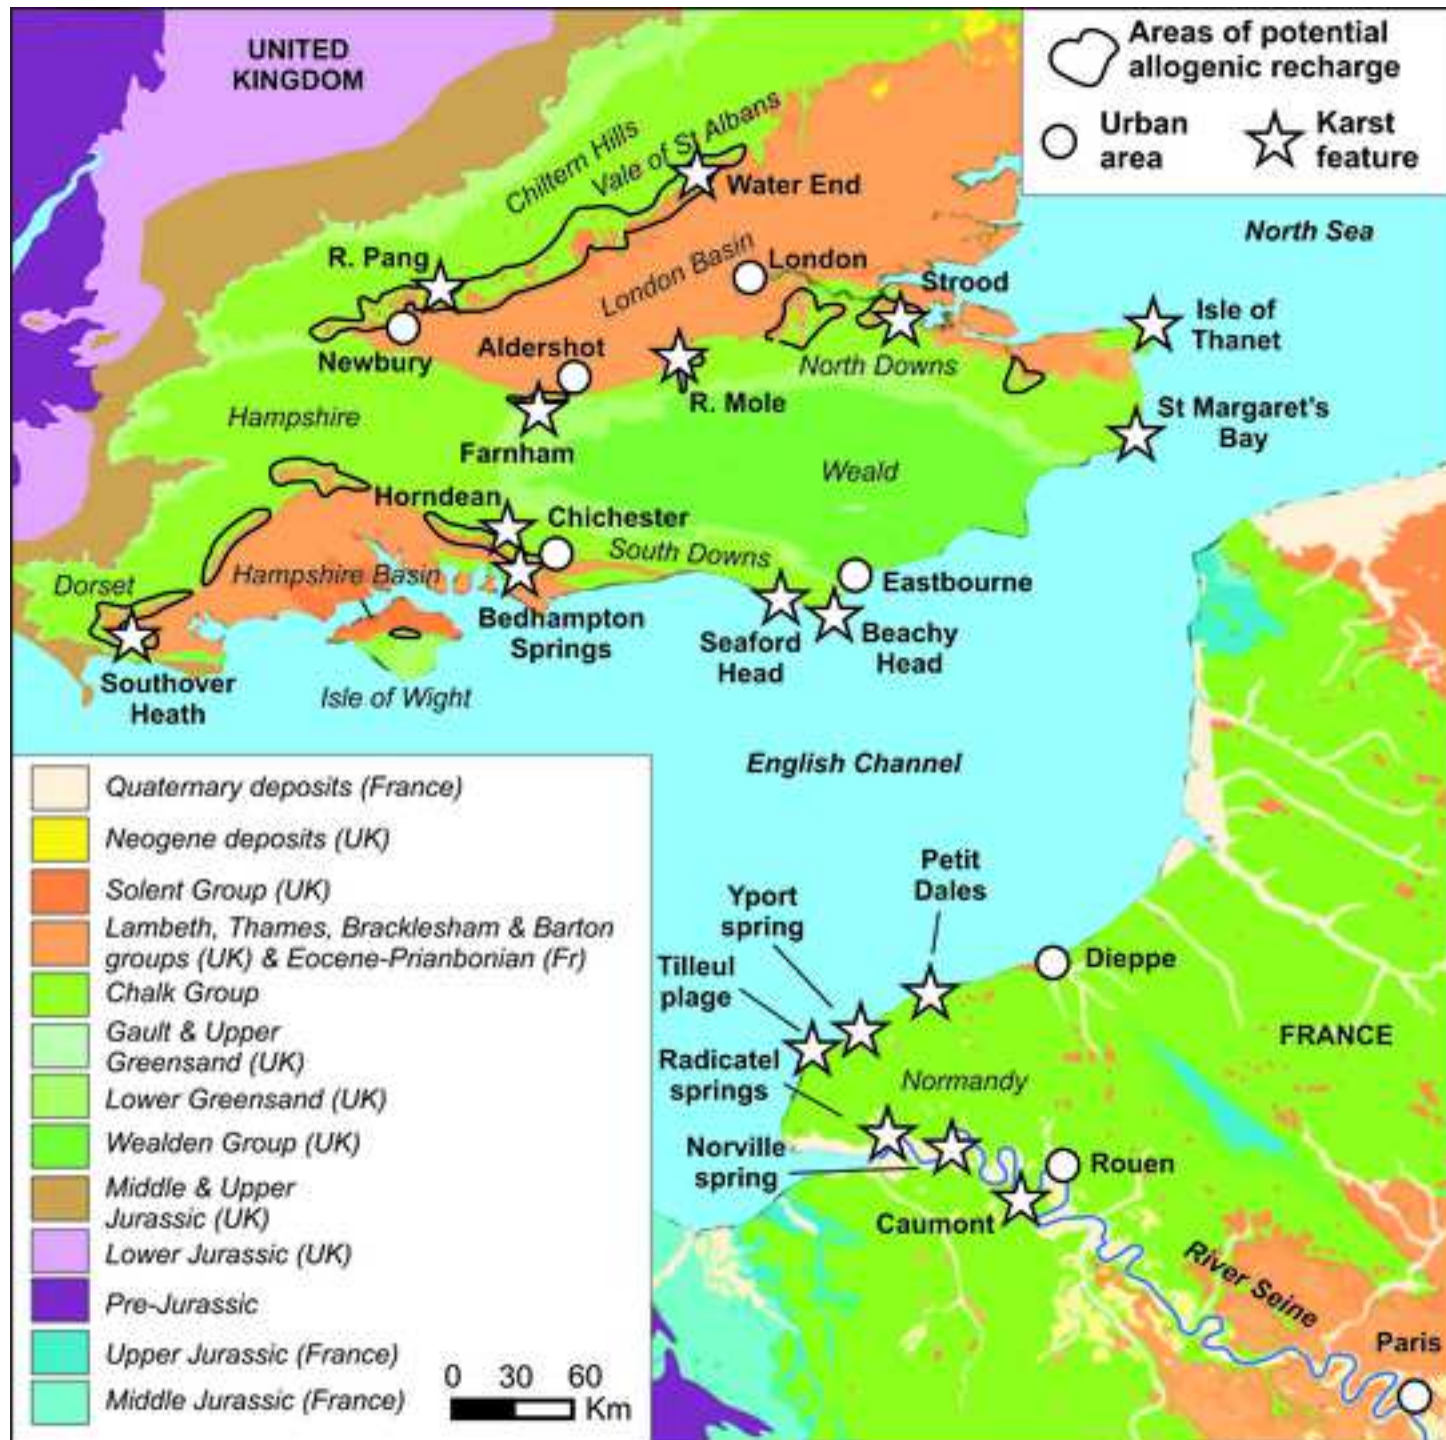 UNITED
KINGDOM
Areas of potential
allogenic recharge
Urban
area
Karst
feature
Chiltern Hills
Vale of St Albans
Water End
North Sea
R. Pang
London Basin
London
Strood
Isle of
Thanet
Newbury
Aldershot
North Downs
R. Mole
Hampshire
Farnham
St Margaret's
Bay
Weald
Horndean
Chichester
South Downs
Dorset
Hampshire Basin
Eastbourne
Bedhampton
Springs
Seaford
Head
Beachy
Head
Southover
Heath
Isle of Wight
English Channel
Quaternary deposits (France)
Neogene deposits (UK)
Solent Group (UK)
Lambeth, Thames, Bracklesham & Barton
groups (UK) & Eocene-Prianbonian (Fr)
Chalk Group
Gault & Upper
Greensand (UK)
Lower Greensand (UK)
Wealden Group (UK)
Middle & Upper
Jurassic (UK)
Lower Jurassic (UK)
Pre-Jurassic
Upper Jurassic (France)
Middle Jurassic (France)
0 30 60
Km
Petit
Dales
Yport
spring
Tilleul
plage
Dieppe
FRANCE
Radicatel
springs
Normandy
Norville
spring
Rouen
Caumont
River Seine
Paris